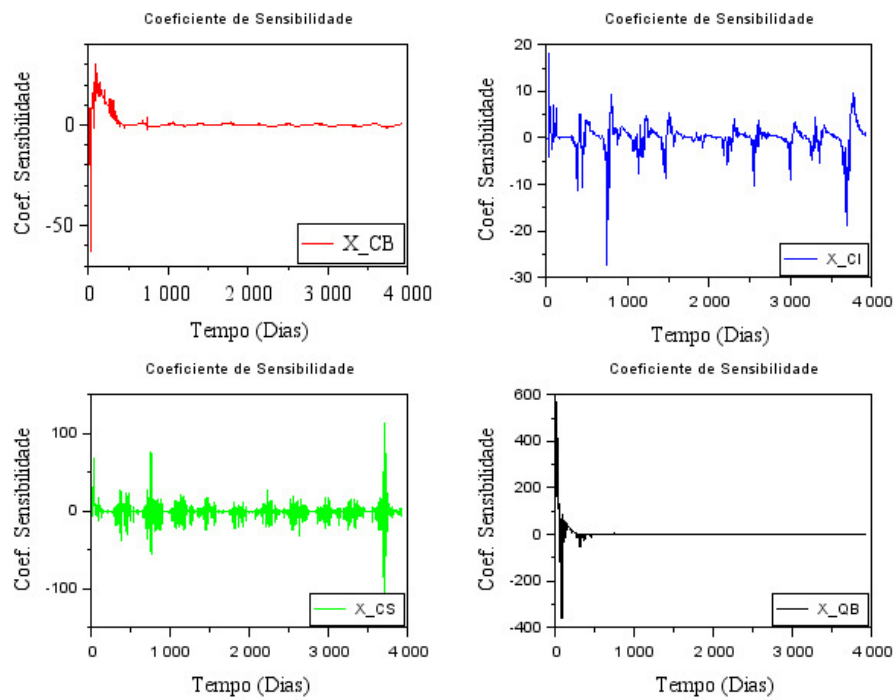 Coeficiente de Sensibilidade
Coef. Sensibilidade
0
-50
X_CB
0 1 000 2 000 3 000 4 000
Tempo (Dias)
Coeficiente de Sensibilidade
Coef. Sensibilidade
20
10
0
-10
-20
-30
X_CI
0 1 000 2 000 3 000 4 000
Tempo (Dias)
Coeficiente de Sensibilidade
Coef. Sensibilidade
100
0
-100
X_CS
0 1 000 2 000 3 000 4 000
Tempo (Dias)
Coeficiente de Sensibilidade
Coef. Sensibilidade
600
400
200
0
-200
-400
X_QB
0 1 000 2 000 3 000 4 000
Tempo (Dias)